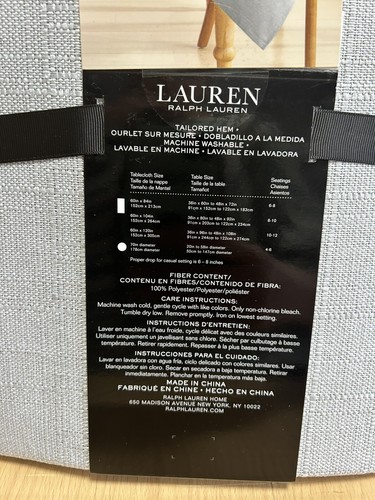 LAUREN
RALPH LAUREN
TAILORED HEM •
OURLET SUR MESURE • DOBLADILLO A LA MEDIDA
MACHINE WASHABLE •
LAVABLE EN MACHINE • LAVABLE EN LAVADORA
Tablecloth Size Table Size Seatings
Taille de la nappe Taille de la table Chaises
Tamaño de Mantel Tamaño† Asientos
60in x 84in 36in x 60in to 48in x 72in 6-8
152cm x 213cm 91cm x 152cm to 122cm x 183cm
60in x 104in 36in x 80in to 48in x 92in 8-10
152cm x 264cm 91cm x 203cm to 122cm x 234cm
60in x 120in 36in x 96in to 48in x 108in 10-12
152cm x 305cm 91cm x 244cm to 122cm x 274cm
70in diameter 20in to 58in diameter 4-6
178cm diameter 50cm to 147cm diameter
Proper drop for casual setting is 6 – 8 inches
FIBER CONTENT/
CONTENU EN FIBRES/CONTENIDO DE FIBRA:
100% Polyester/Polyester/poliéster
CARE INSTRUCTIONS:
Machine wash cold, gentle cycle with like colors. Only non-chlorine bleach.
Tumble dry low. Remove promptly. Iron on lowest setting.
INSTRUCTIONS D'ENTRETIEN:
Laver en machine à l'eau froide, cycle délicat avec des couleurs similaires.
Utiliser uniquement un javellisant sans chlore. Sécher par culbutage à basse
température. Retirer rapidement. Repasser à la plus basse température.
INSTRUCCIONES PARA EL CUIDADO:
Lavar en lavadora con agua fría, ciclo delicado con colores similares. Usar
blanqueador sin cloro. Secar en secadora a baja temperatura. Retirar
inmediatamente. Planchar en la temperatura más baja.
MADE IN CHINA
FABRIQUÉ EN CHINE • HECHO EN CHINA
RALPH LAUREN HOME
650 MADISON AVENUE NEW YORK, NY 10022
RALPHLAUREN.COM